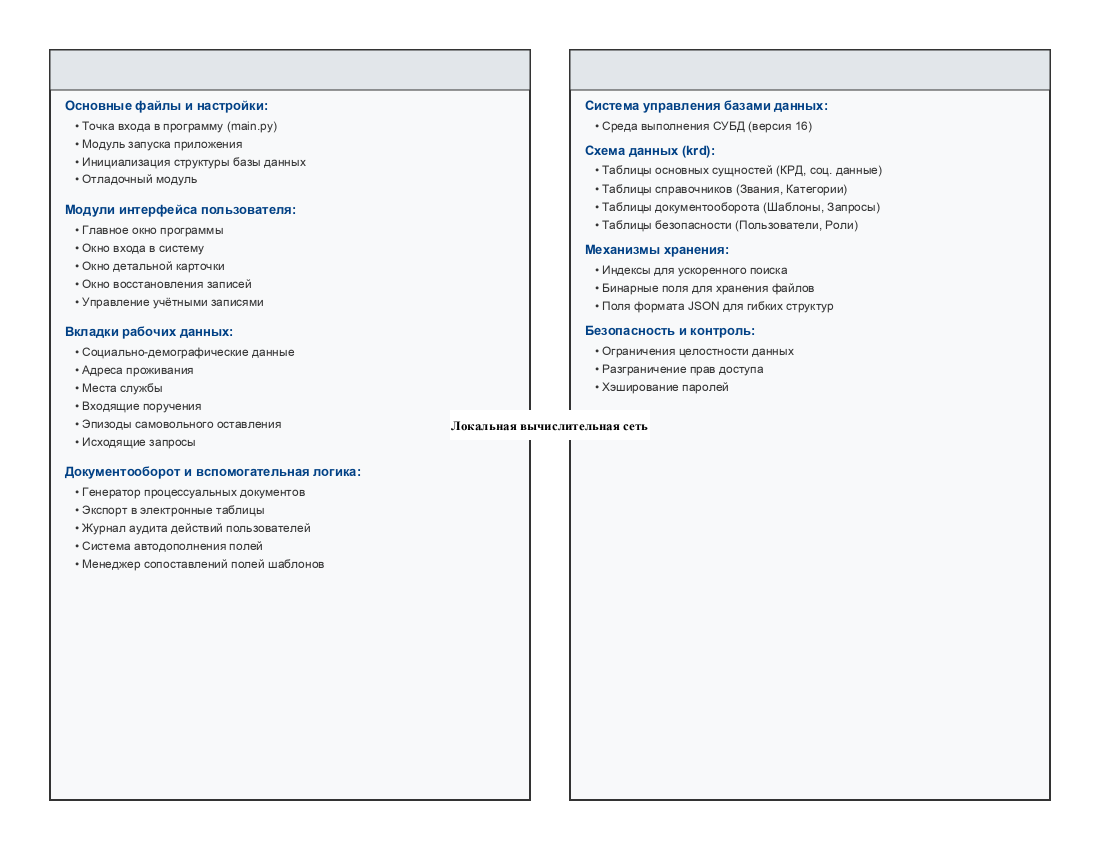 Основные файлы и настройки:
• Точка входа в программу (main.py)
• Модуль запуска приложения
• Инициализация структуры базы данных
• Отладочный модуль
Модули интерфейса пользователя:
• Главное окно программы
• Окно входа в систему
• Окно детальной карточки
• Окно восстановления записей
• Управление учётными записями
Вкладки рабочих данных:
• Социально-демографические данные
• Адреса проживания
• Места службы
• Входящие поручения
• Эпизоды самовольного оставления
• Исходящие запросы
Документооборот и вспомогательная логика:
• Генератор процессуальных документов
• Экспорт в электронные таблицы
• Журнал аудита действий пользователей
• Система автодополнения полей
• Менеджер сопоставлений полей шаблонов
Локальная вычислительная сеть
Система управления базами данных:
• Среда выполнения СУБД (версия 16)
Схема данных (krd):
• Таблицы основных сущностей (КРД, соц. данные)
• Таблицы справочников (Звания, Категории)
• Таблицы документооборота (Шаблоны, Запросы)
• Таблицы безопасности (Пользователи, Роли)
Механизмы хранения:
• Индексы для ускоренного поиска
• Бинарные поля для хранения файлов
• Поля формата JSON для гибких структур
Безопасность и контроль:
• Ограничения целостности данных
• Разграничение прав доступа
• Хэширование паролей